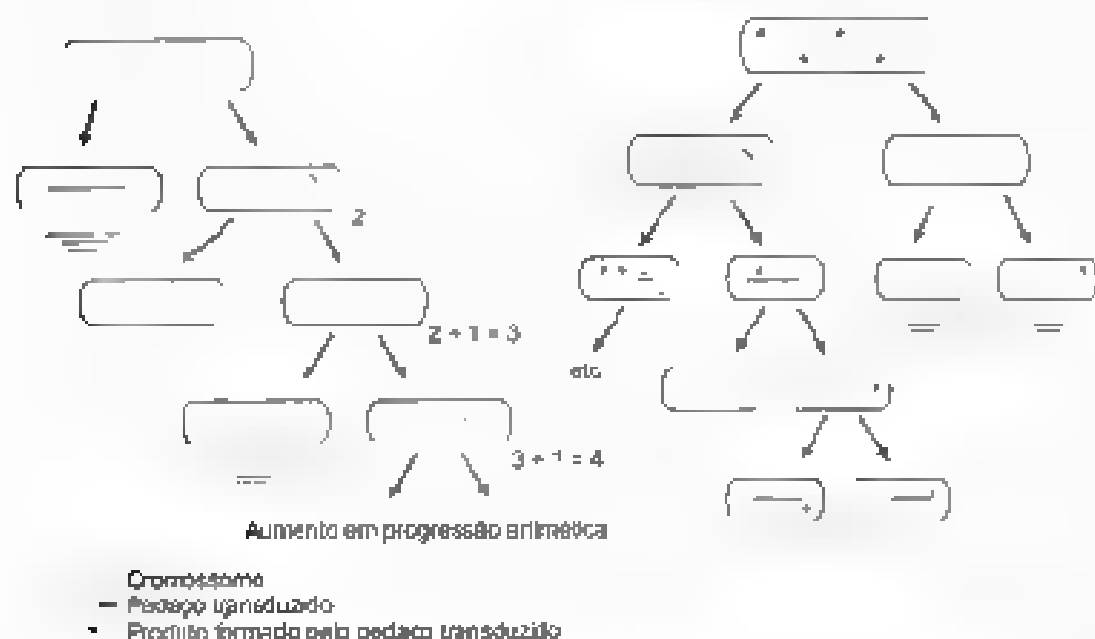 2
2 + 1 = 3
etc
3 + 1 = 4
Aumento em progressão aritmética
Cromossomo
Pedaço transduzido
Produto formado pelo pedaço transduzido